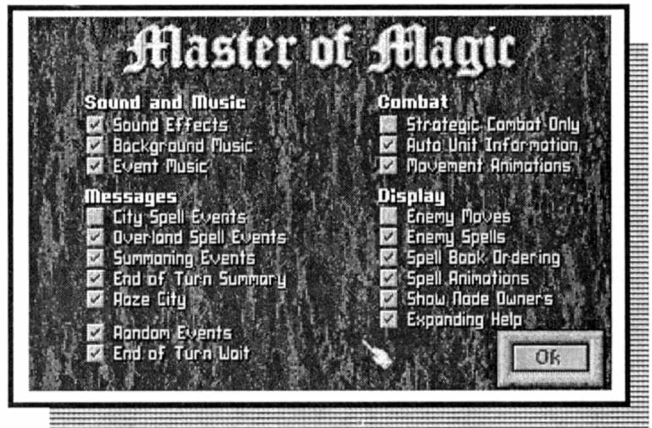 Master of Magic
Sound and Music
Sound Effects
Background Music
Event Music
Messages
City Spell Events
Overland Spell Events
Summoning Events
End of Turn Summary
Raze City
Random Events
End of Turn Wait
Combat
Strategic Combat Only
Auto Unit Information
Movement Animations
Display
Enemy Moves
Enemy Spells
Spell Book Ordering
Spell Animations
Show Node Owners
Expanding Help
Ok